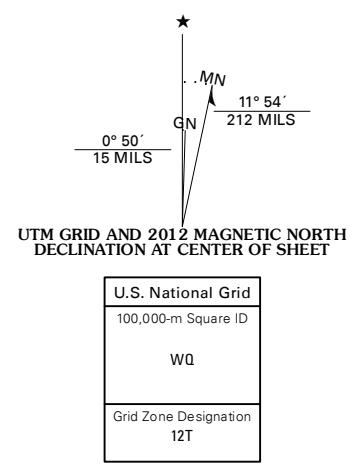 ★
MN
GN
11° 54´
212 MILS
0° 50´
15 MILS
UTM GRID AND 2012 MAGNETIC NORTH
DECLINATION AT CENTER OF SHEET
U.S. National Grid
100,000-m Square ID
WQ
Grid Zone Designation
12T